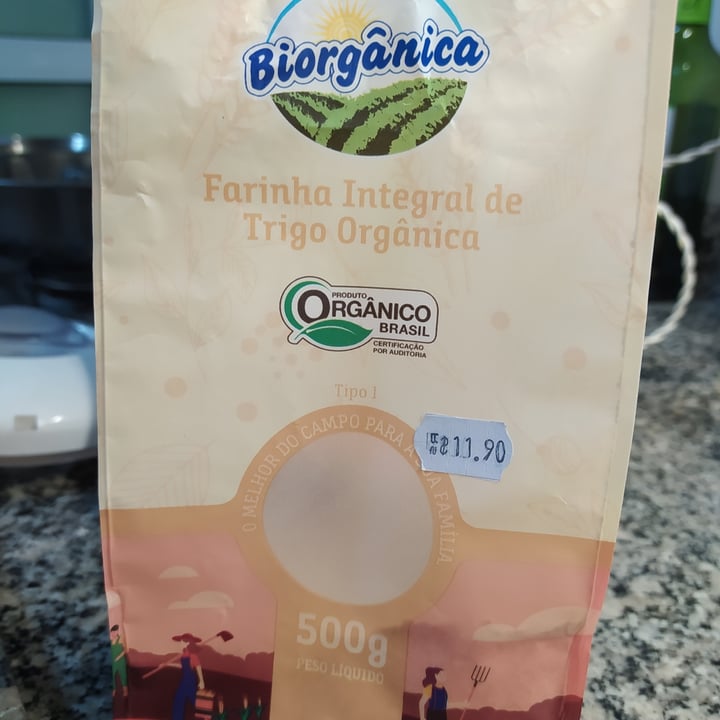 Biorgânica
Farinha Integral de
Trigo Orgânica
PRODUTO
ORGÂNICO
BRASIL
CERTIFICAÇÃO
POR AUDITORIA
Tipo 1
O MELHOR DO CAMPO PARA A SUA FAMÍLIA
R$11.90
500g
PESO LÍQUIDO